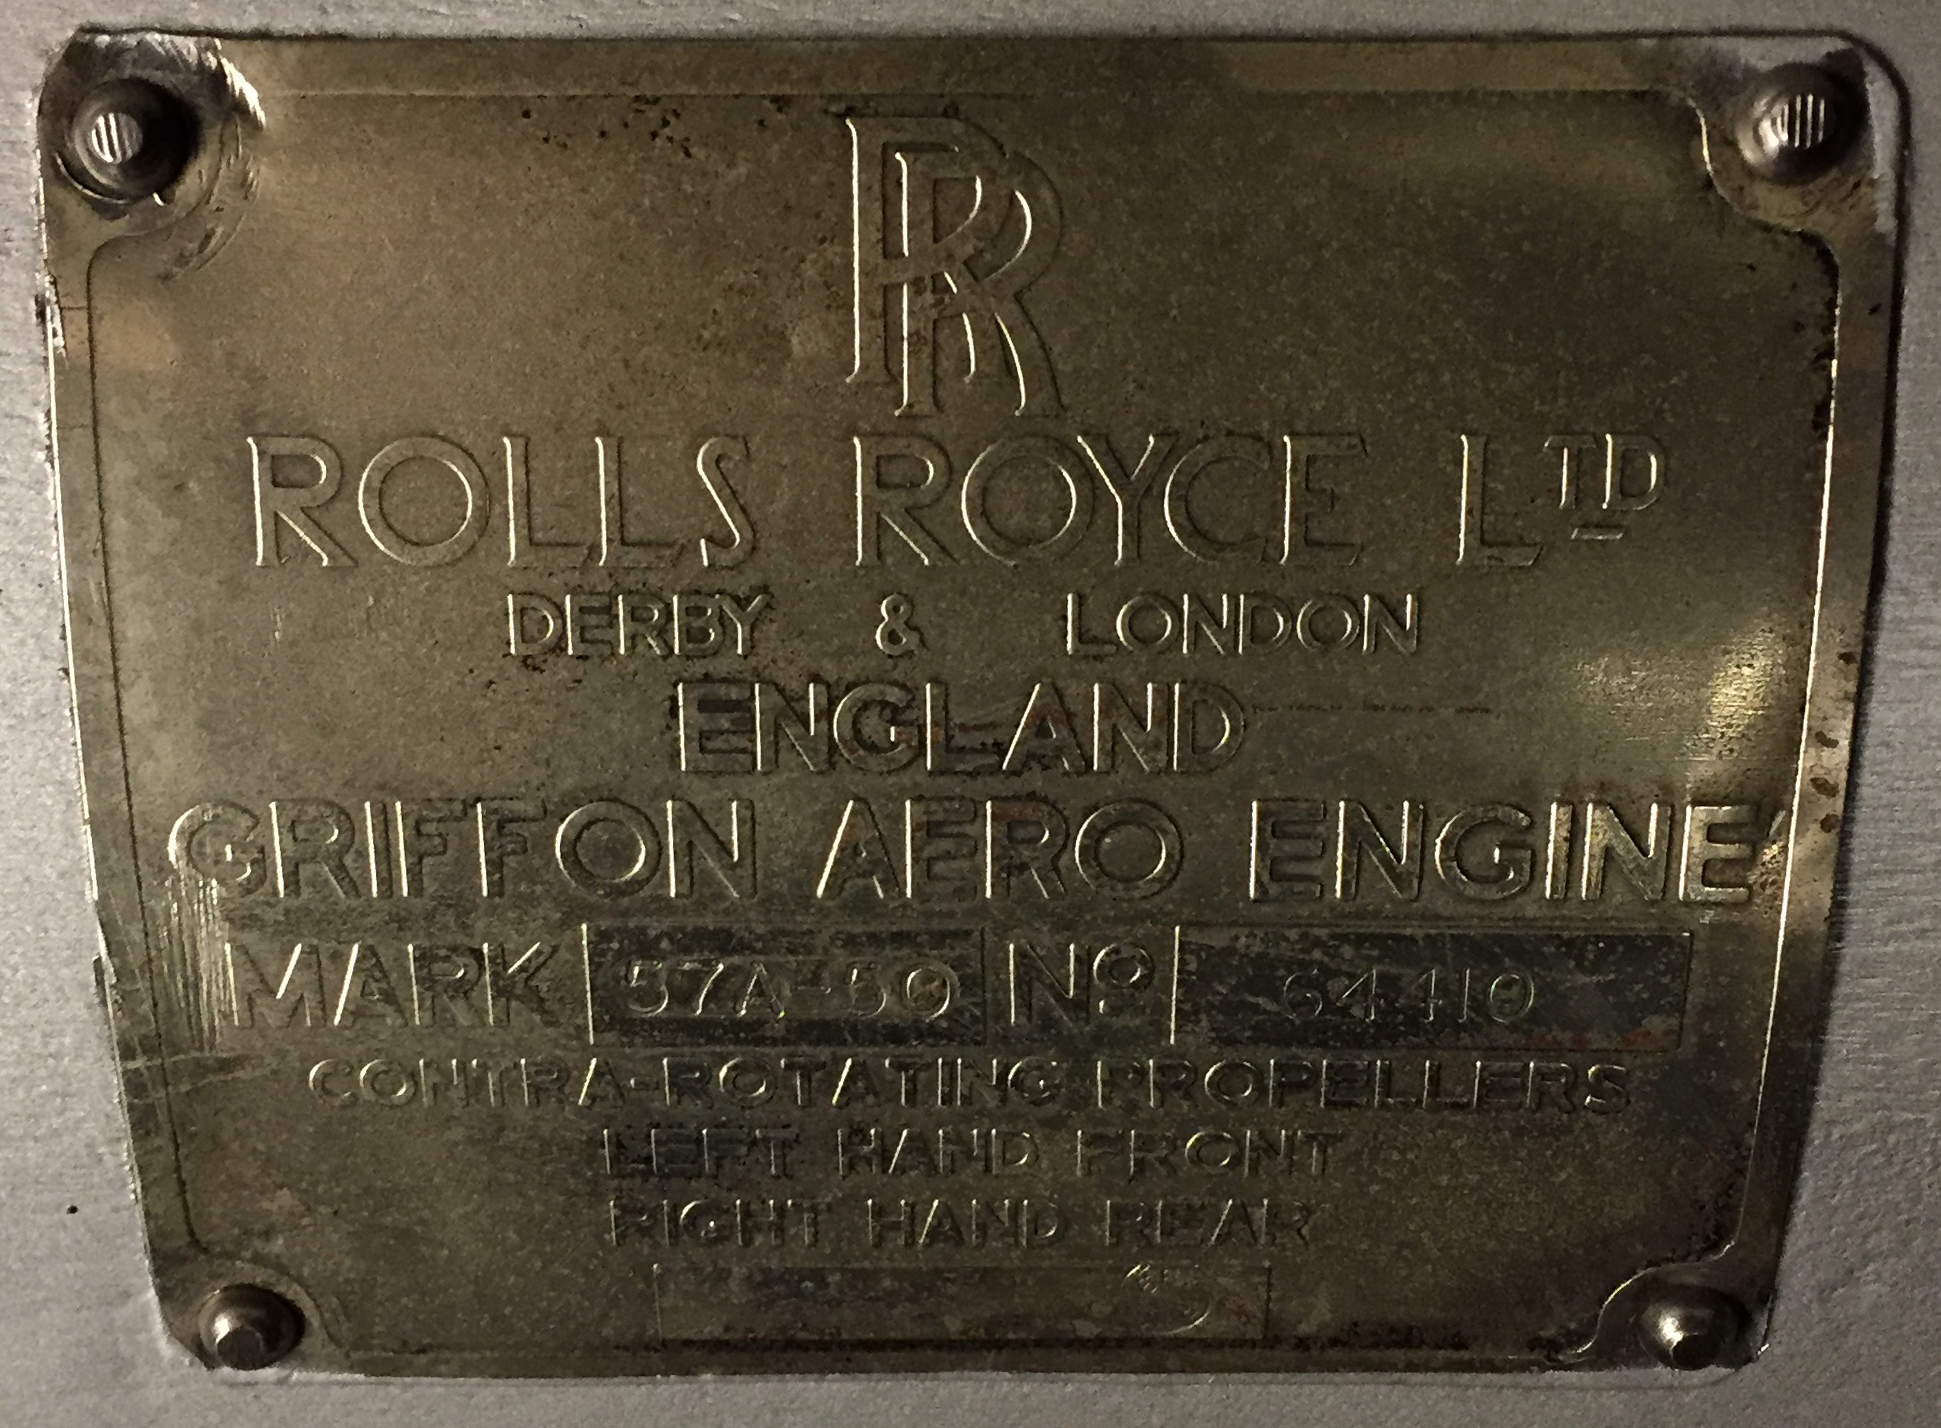 RR
ROLLS ROYCE LTD
DERBY & LONDON
ENGLAND
GRIFFON AERO ENGINE
MARK 57A-50 No 64410
CONTRA-ROTATING PROPELLERS
LEFT HAND FRONT
RIGHT HAND REAR